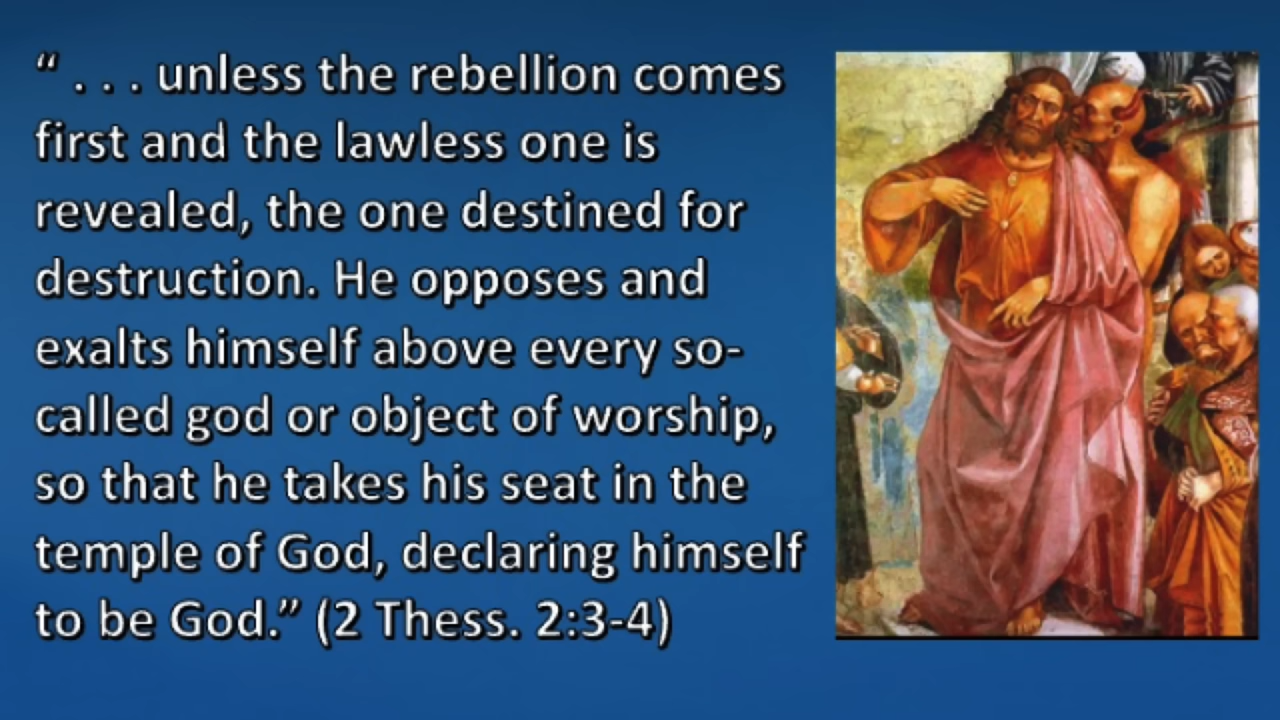 “ . . . unless the rebellion comes
first and the lawless one is
revealed, the one destined for
destruction. He opposes and
exalts himself above every so-
called god or object of worship,
so that he takes his seat in the
temple of God, declaring himself
to be God.” (2 Thess. 2:3-4)